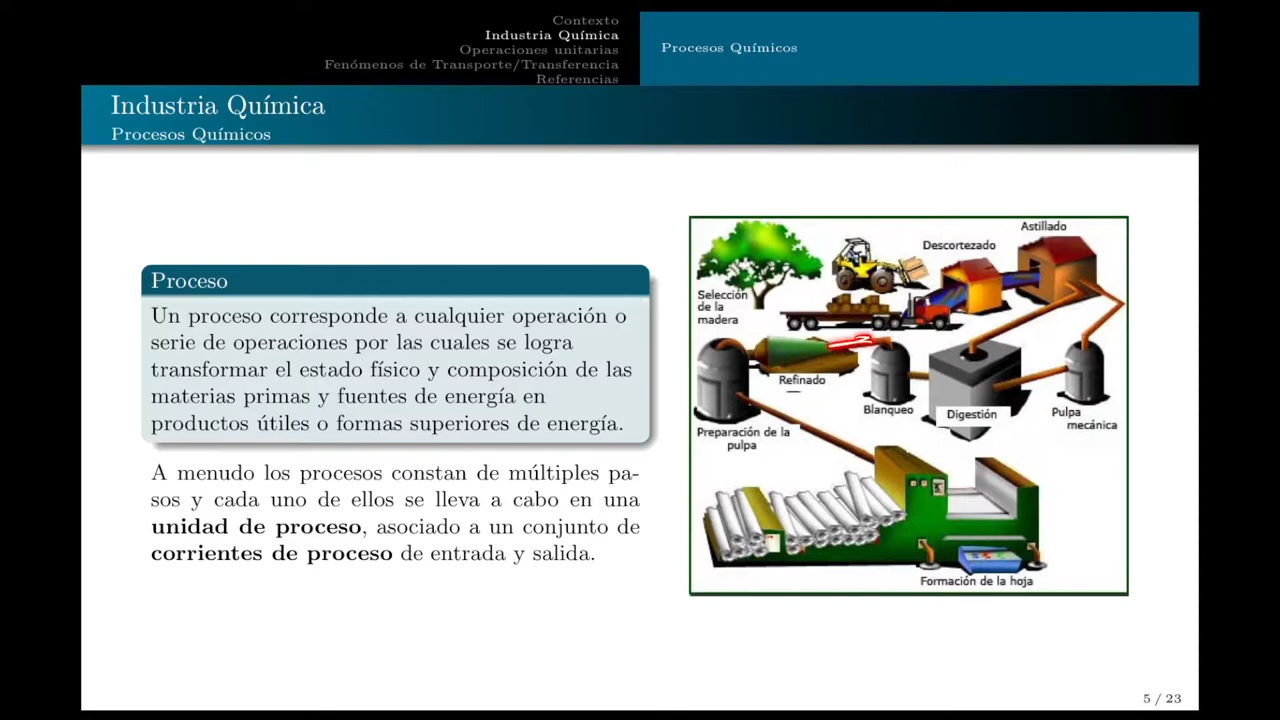 Contexto
Industria Química
Operaciones unitarias
Fenómenos de Transporte/Transferencia
Referencias
Procesos Químicos
Industria Química
Procesos Químicos
Proceso
Un proceso corresponde a cualquier operación o
serie de operaciones por las cuales se logra
transformar el estado físico y composición de las
materias primas y fuentes de energía en
productos útiles o formas superiores de energía.
A menudo los procesos constan de múltiples pa-
sos y cada uno de ellos se lleva a cabo en una
unidad de proceso, asociado a un conjunto de
corrientes de proceso de entrada y salida.
Astillado
Descortezado
Selección
de la
madera
Refinado
Blanqueo
Digestión
Pulpa
mecánica
Preparación de la
pulpa
Formación de la hoja
5 / 23